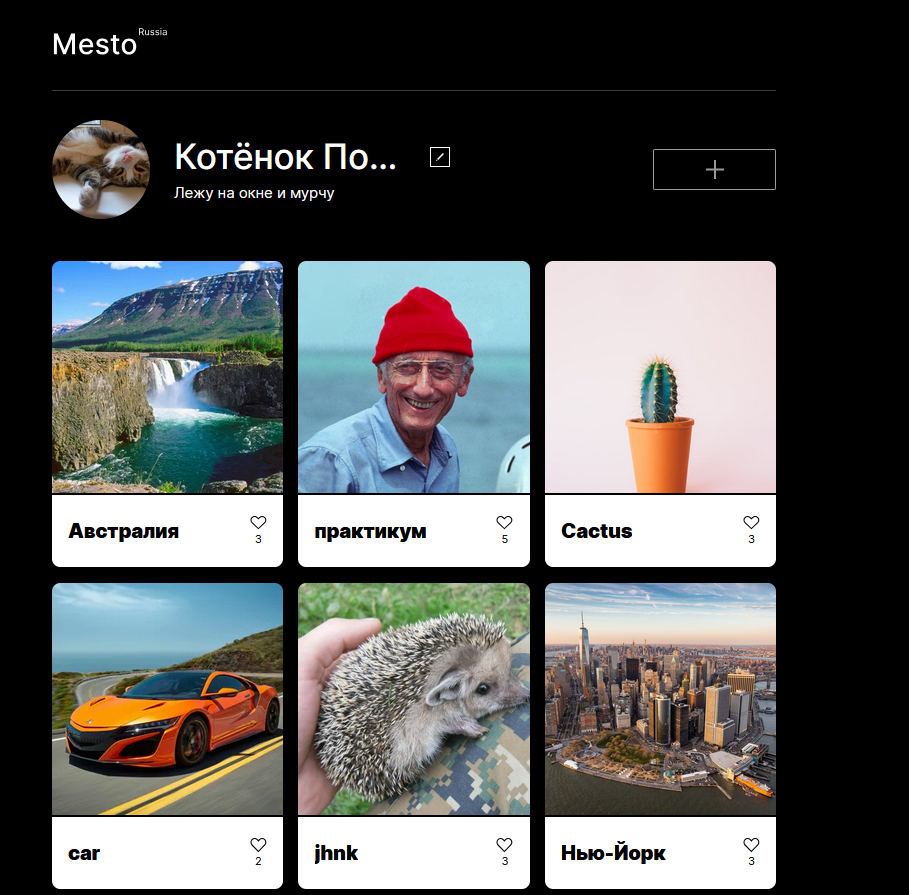 Mesto Russia
Котёнок По...
Лежу на окне и мурчу
Австралия
3
практикум
5
Cactus
3
car
2
jhnk
3
Нью-Йорк
3